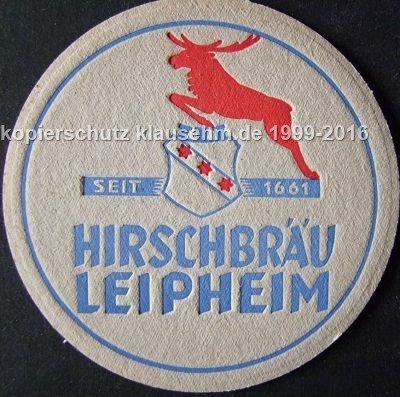 kopierschutz klausehm.de 1999-2016
SEIT 1661
HIRSCHBRÄU
LEIPHEIM